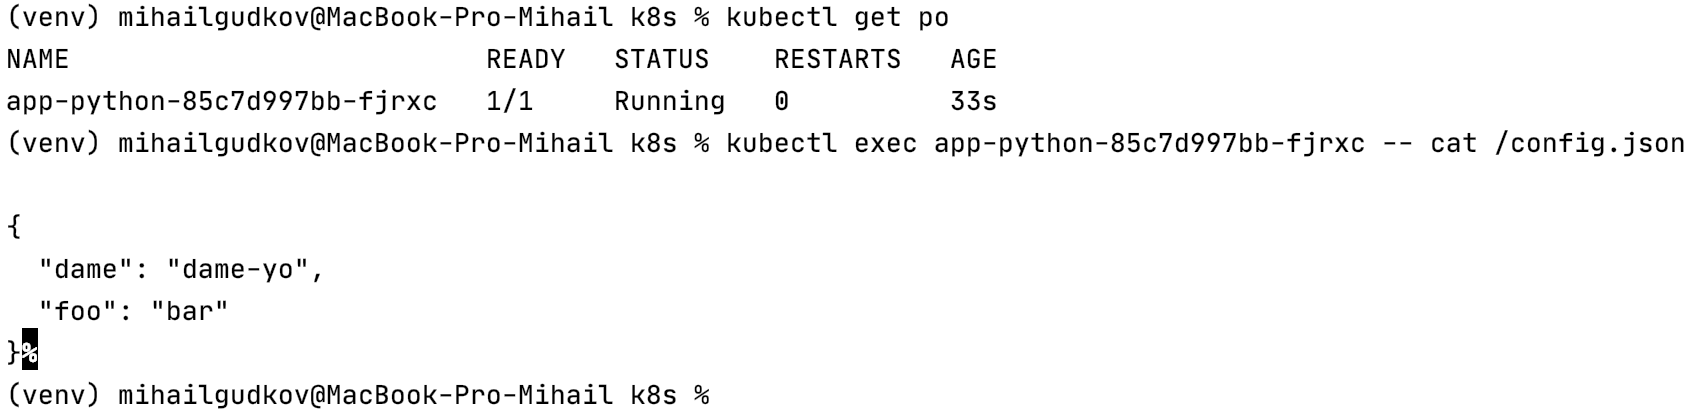 (venv) mihailgudkov@MacBook-Pro-Mihail k8s % kubectl get po
NAME                          READY   STATUS    RESTARTS   AGE
app-python-85c7d997bb-fjrxc   1/1     Running   0          33s
(venv) mihailgudkov@MacBook-Pro-Mihail k8s % kubectl exec app-python-85c7d997bb-fjrxc -- cat /config.json
{
  "dame": "dame-yo",
  "foo": "bar"
}%
(venv) mihailgudkov@MacBook-Pro-Mihail k8s %